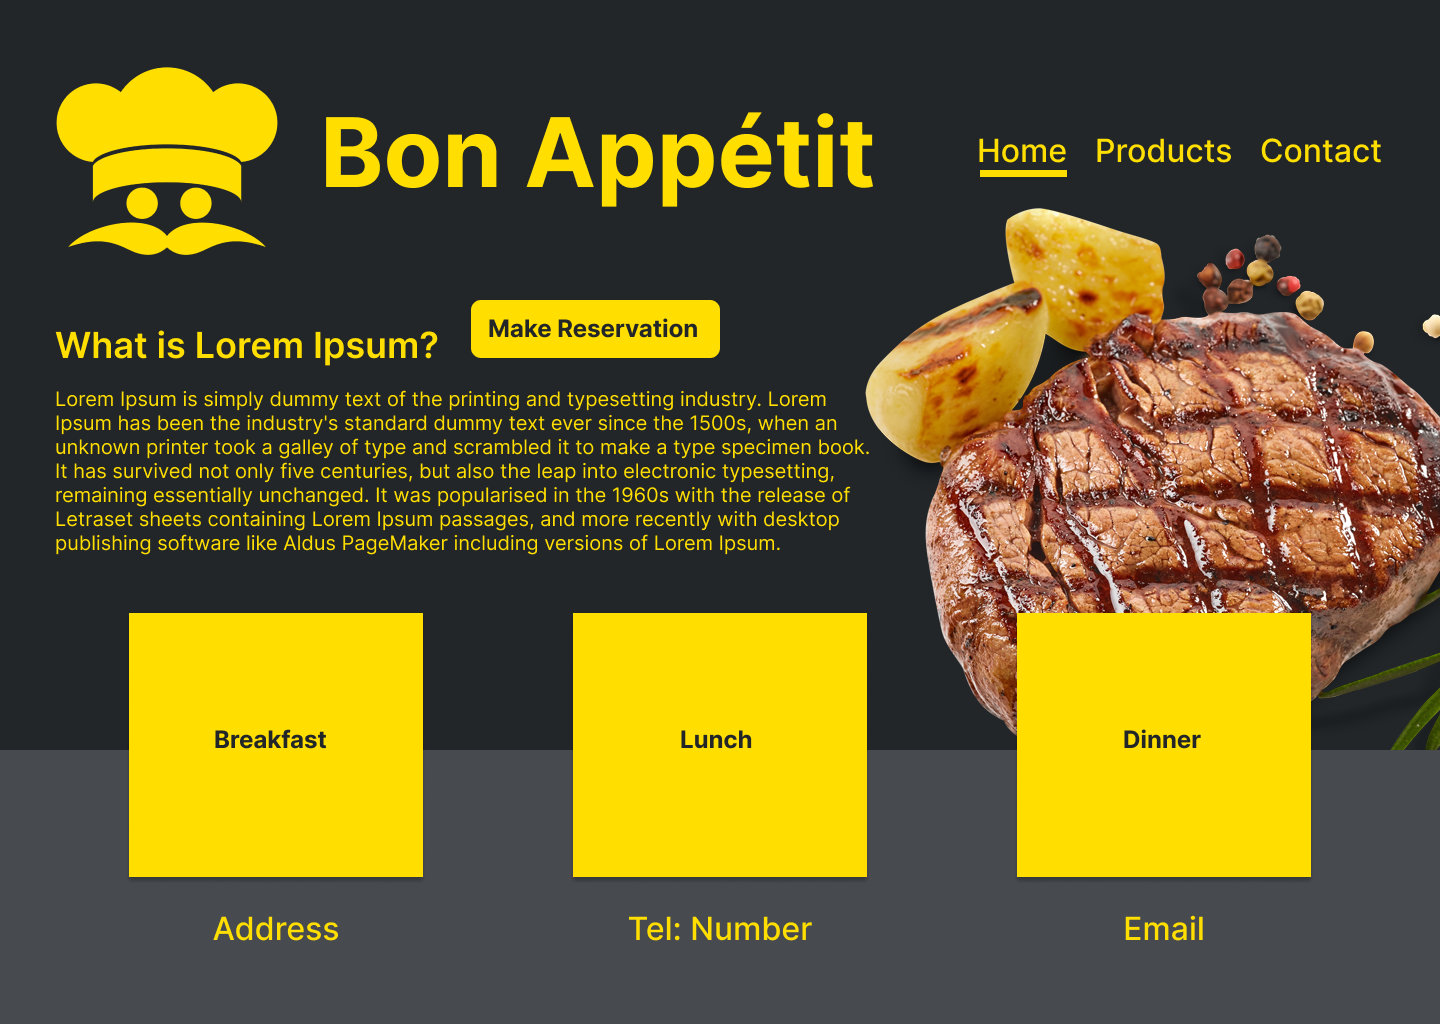 Bon Appétit
Home Products Contact
Make Reservation
What is Lorem Ipsum?
Lorem Ipsum is simply dummy text of the printing and typesetting industry. Lorem
Ipsum has been the industry's standard dummy text ever since the 1500s, when an
unknown printer took a galley of type and scrambled it to make a type specimen book.
It has survived not only five centuries, but also the leap into electronic typesetting,
remaining essentially unchanged. It was popularised in the 1960s with the release of
Letraset sheets containing Lorem Ipsum passages, and more recently with desktop
publishing software like Aldus PageMaker including versions of Lorem Ipsum.
Breakfast
Lunch
Dinner
Address
Tel: Number
Email